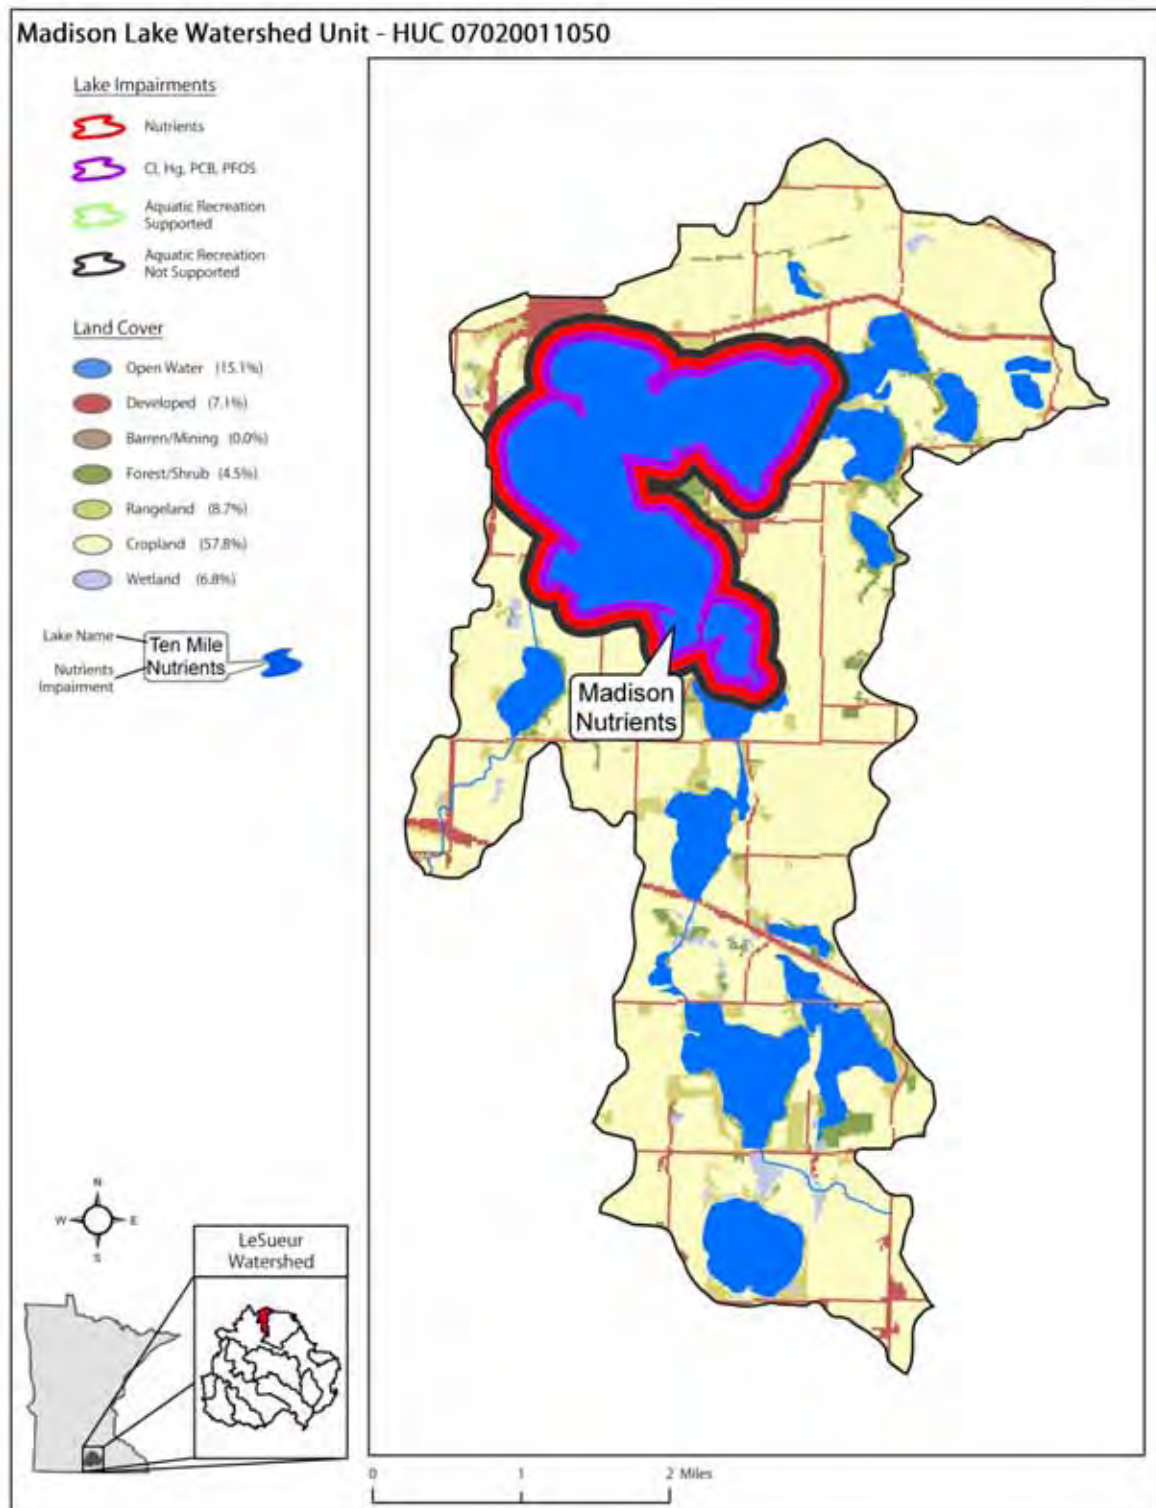 Madison Lake Watershed Unit - HUC 07020011050
Lake Impairments
Nutrients
Cl, Hg, PCB, PFOS
Aquatic Recreation
Supported
Aquatic Recreation
Not Supported
Land Cover
Open Water (15.1%)
Developed (7.1%)
Barren/Mining (0.0%)
Forest/Shrub (4.5%)
Rangeland (8.7%)
Cropland (57.8%)
Wetland (6.8%)
Lake Name
Nutrients
Impairment
Ten Mile
Nutrients
Madison
Nutrients
N
W
E
S
LeSueur
Watershed
0 1 2 Miles